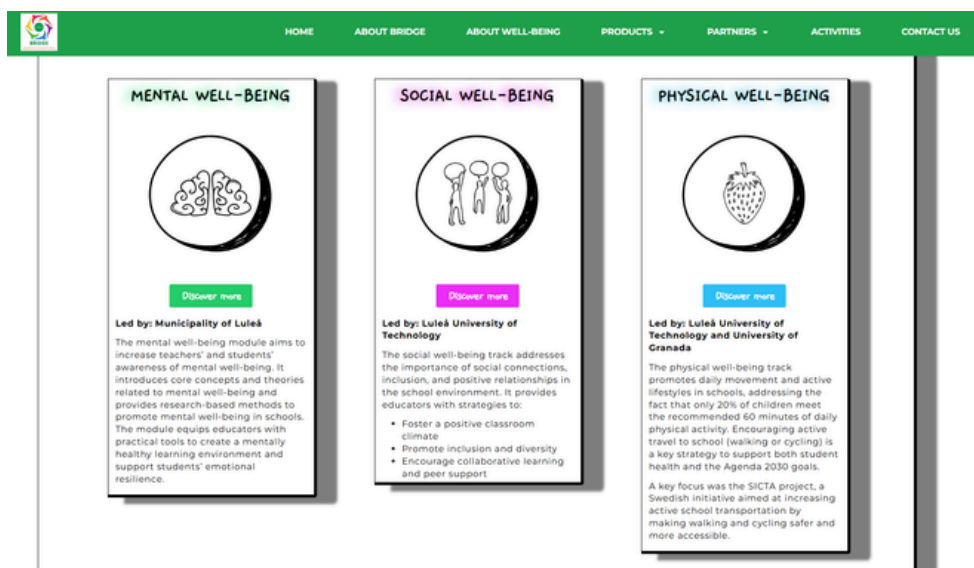 BRIDGE
HOME
ABOUT BRIDGE
ABOUT WELL-BEING
PRODUCTS
PARTNERS
ACTIVITIES
CONTACT US
MENTAL WELL-BEING
Discover more
Led by: Municipality of Luleå
The mental well-being module aims to
increase teachers' and students'
awareness of mental well-being. It
introduces core concepts and theories
related to mental well-being and
provides research-based methods to
promote mental well-being in schools.
The module equips educators with
practical tools to create a mentally
healthy learning environment and
support students' emotional
resilience.
SOCIAL WELL-BEING
Discover more
Led by: Luleå University of
Technology
The social well-being track addresses
the importance of social connections,
inclusion, and positive relationships in
the school environment. It provides
educators with strategies to:
• Foster a positive classroom
climate
• Promote inclusion and diversity
• Encourage collaborative learning
and peer support
PHYSICAL WELL-BEING
Discover more
Led by: Luleå University of
Technology and University of
Granada
The physical well-being track
promotes daily movement and active
lifestyles in schools, addressing the
fact that only 20% of children meet
the recommended 60 minutes of daily
physical activity. Encouraging active
travel to school (walking or cycling) is
a key strategy to support both student
health and the Agenda 2030 goals.
A key focus was the SICTA project, a
Swedish initiative aimed at increasing
active school transportation by
making walking and cycling safer and
more accessible.